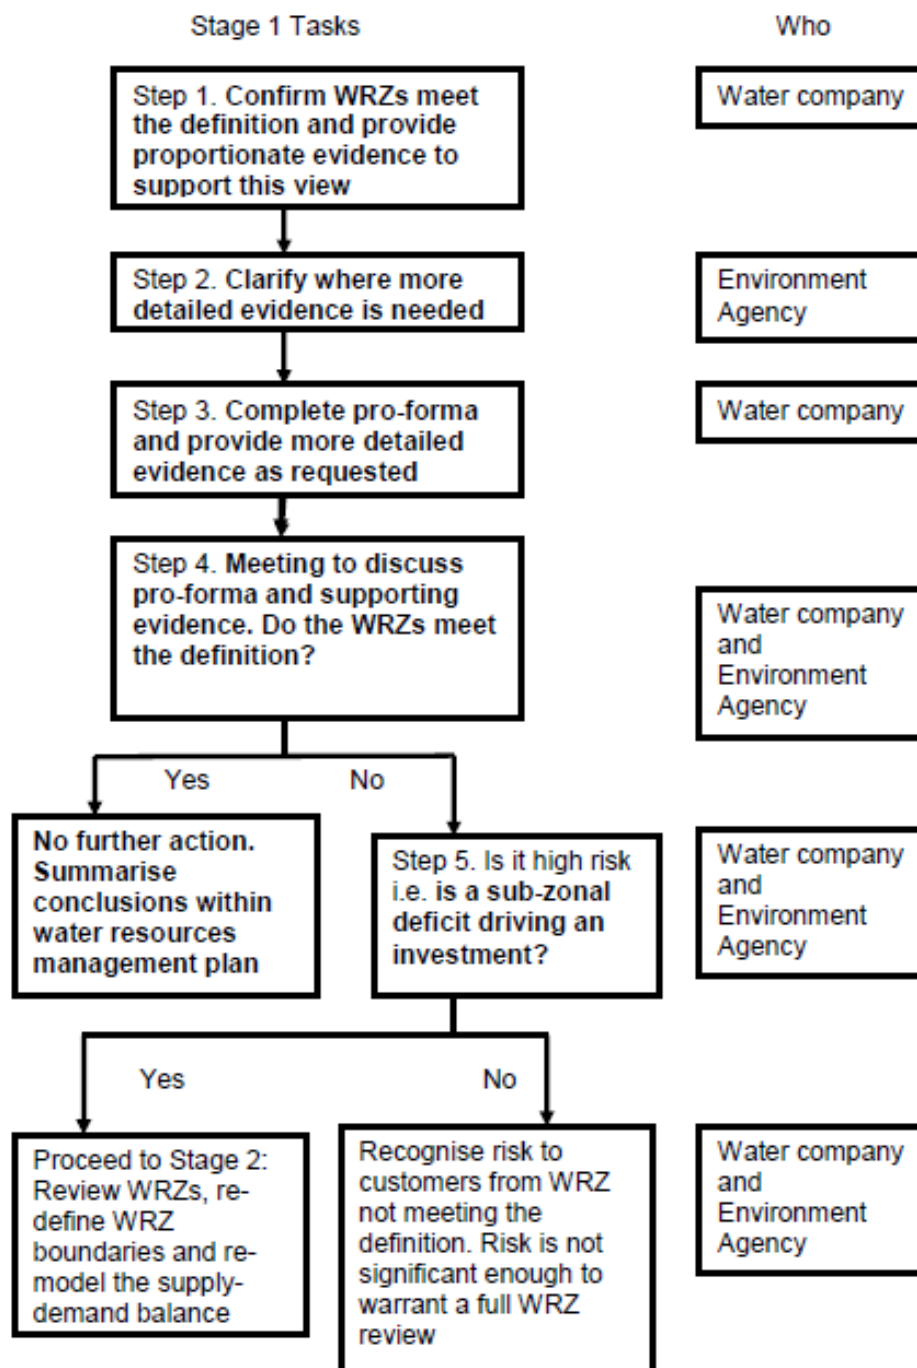 Stage 1 Tasks
Who
Step 1. Confirm WRZs meet
the definition and provide
proportionate evidence to
support this view
Water company
Step 2. Clarify where more
detailed evidence is needed
Environment
Agency
Step 3. Complete pro-forma
and provide more detailed
evidence as requested
Water company
Step 4. Meeting to discuss
pro-forma and supporting
evidence. Do the WRZs meet
the definition?
Water company
and
Environment
Agency
Yes
No
No further action.
Summarise
conclusions within
water resources
management plan
Step 5. Is it high risk
i.e. is a sub-zonal
deficit driving an
investment?
Water company
and
Environment
Agency
Yes
No
Proceed to Stage 2:
Review WRZs, re-
define WRZ
boundaries and re-
model the supply-
demand balance
Recognise risk to
customers from WRZ
not meeting the
definition. Risk is not
significant enough to
warrant a full WRZ
review
Water company
and
Environment
Agency